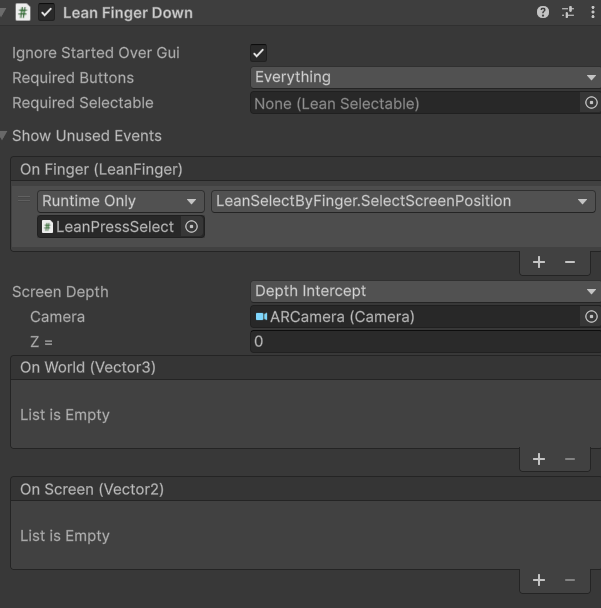 # Lean Finger Down
Ignore Started Over Gui
Required Buttons Everything
Required Selectable None (Lean Selectable)
Show Unused Events
On Finger (LeanFinger)
Runtime Only LeanSelectByFinger.SelectScreenPosition
# LeanPressSelect
+ −
Screen Depth Depth Intercept
Camera ARCamera (Camera)
Z = 0
On World (Vector3)
List is Empty
+ −
On Screen (Vector2)
List is Empty
+ −